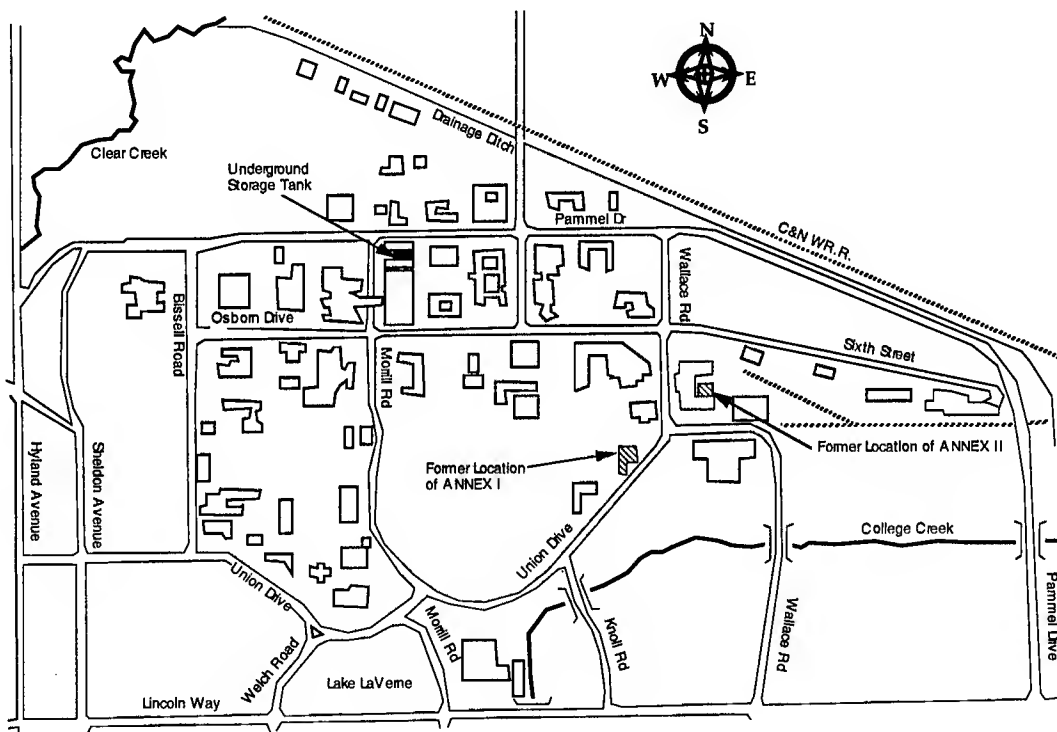 N
W
E
S
Clear Creek
Drainage Ditch
Underground
Storage Tank
Pammel Dr
C&N WR.R.
Wallace Rd
Bissell Road
Osborn Drive
Sixth Street
Morrill Rd
Hyland Avenue
Sheldon Avenue
Former Location
of ANNEX I
Former Location of ANNEX II
College Creek
Union Drive
Union Drive
Morrill Rd
Knoll Rd
Wallace Rd
Pammel Drive
Welch Road
Lake LaVerne
Lincoln Way